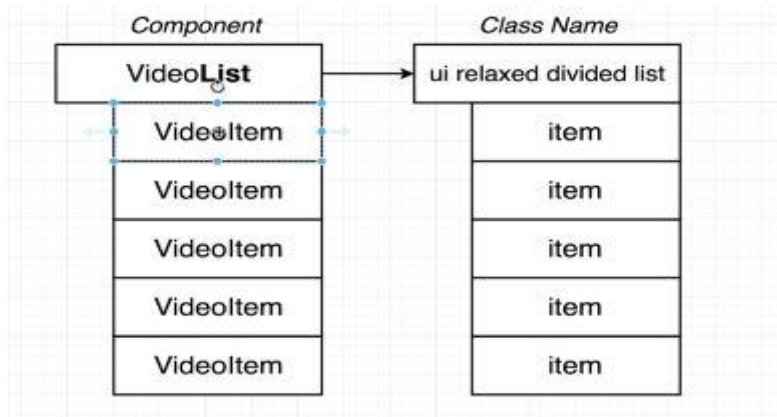 Component
Class Name
VideoList
ui relaxed divided list
VideoItem
item
VideoItem
item
VideoItem
item
VideoItem
item
VideoItem
item